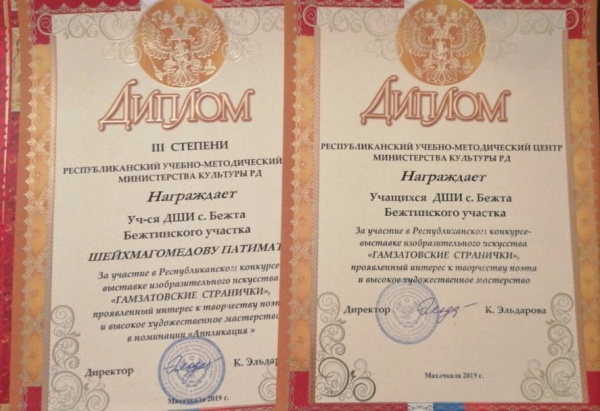 ДИПЛОМ
III СТЕПЕНИ
РЕСПУБЛИКАНСКИЙ УЧЕБНО-МЕТОДИЧЕСКИЙ
МИНИСТЕРСТВА КУЛЬТУРЫ РД
Награждает
Уч-ся ДШИ с. Бежта
Бежтинского участка
ШЕЙХМАГОМЕДОВУ ПАТИМАТ
За участие в Республиканском конкурсе-
выставке изобразительного искусства
«ГАМЗАТОВСКИЕ СТРАНИЧКИ»,
проявленный интерес к творчеству поэта
и высокое художественное мастерство
в номинации «Аппликация »
Директор К. Эльдар
ДИПЛОМ
РЕСПУБЛИКАНСКИЙ УЧЕБНО-МЕТОДИЧЕСКИЙ ЦЕНТР
МИНИСТЕРСТВА КУЛЬТУРЫ РД
Награждает
Учащихся ДШИ с. Бежта
Бежтинского участка
За участие в Республиканском конкурсе-
выставке изобразительного искусства
«ГАМЗАТОВСКИЕ СТРАНИЧКИ»,
проявленный интерес к творчеству поэта
и высокое художественное мастерство
Директор К. Эльдарова
Махачкала 2019 г.
Махачкала 2019 г.